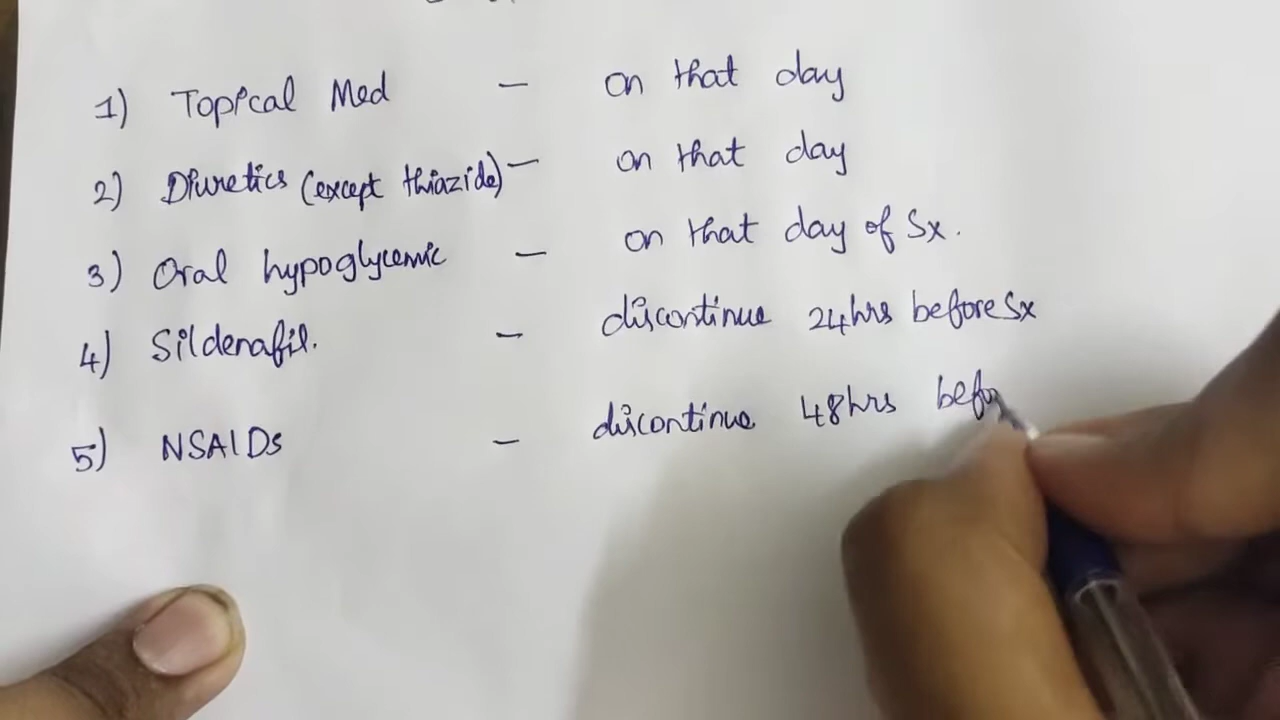 1) Topical Med - on that day
2) Diuretics (except thiazide) - on that day
3) Oral hypoglycemic - on that day of Sx.
4) Sildenafil. - discontinue 24hrs before Sx
5) NSAIDs - discontinue 48hrs befo